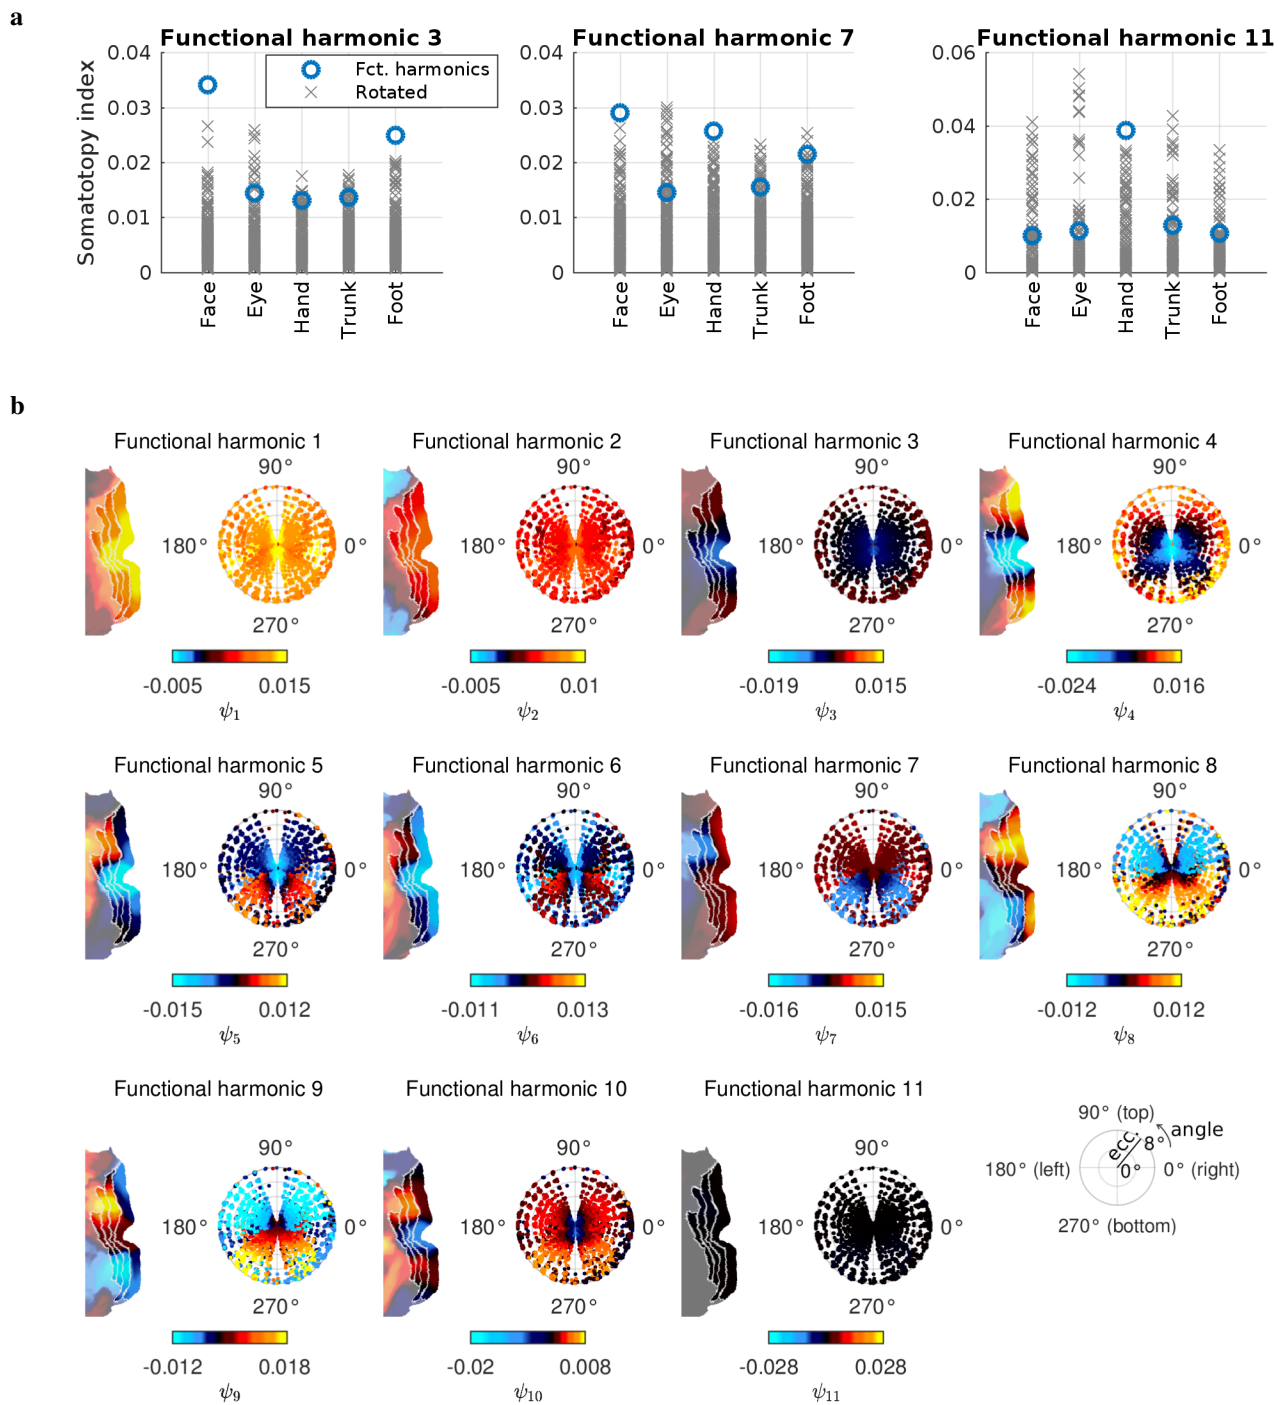 a
Functional harmonic 3
Functional harmonic 7
Functional harmonic 11
Somatotopy index
0.04
0.03
0.02
0.01
0
Fct. harmonics
Rotated
Face
Eye
Hand
Trunk
Foot
0.04
0.03
0.02
0.01
0
Face
Eye
Hand
Trunk
Foot
0.06
0.04
0.02
0
Face
Eye
Hand
Trunk
Foot
b
Functional harmonic 1
90°
180°
0°
270°
-0.005 0.015
ψ1
Functional harmonic 2
90°
180°
0°
270°
-0.005 0.01
ψ2
Functional harmonic 3
90°
180°
0°
270°
-0.019 0.015
ψ3
Functional harmonic 4
90°
180°
0°
270°
-0.024 0.016
ψ4
Functional harmonic 5
90°
180°
0°
270°
-0.015 0.012
ψ5
Functional harmonic 6
90°
180°
0°
270°
-0.011 0.013
ψ6
Functional harmonic 7
90°
180°
0°
270°
-0.016 0.015
ψ7
Functional harmonic 8
90°
180°
0°
270°
-0.012 0.012
ψ8
Functional harmonic 9
90°
180°
0°
270°
-0.012 0.018
ψ9
Functional harmonic 10
90°
180°
0°
270°
-0.02 0.008
ψ10
Functional harmonic 11
90°
180°
0°
270°
-0.028 0.028
ψ11
90° (top)
angle
ecc.
8°
0°
180° (left)
0° (right)
270° (bottom)